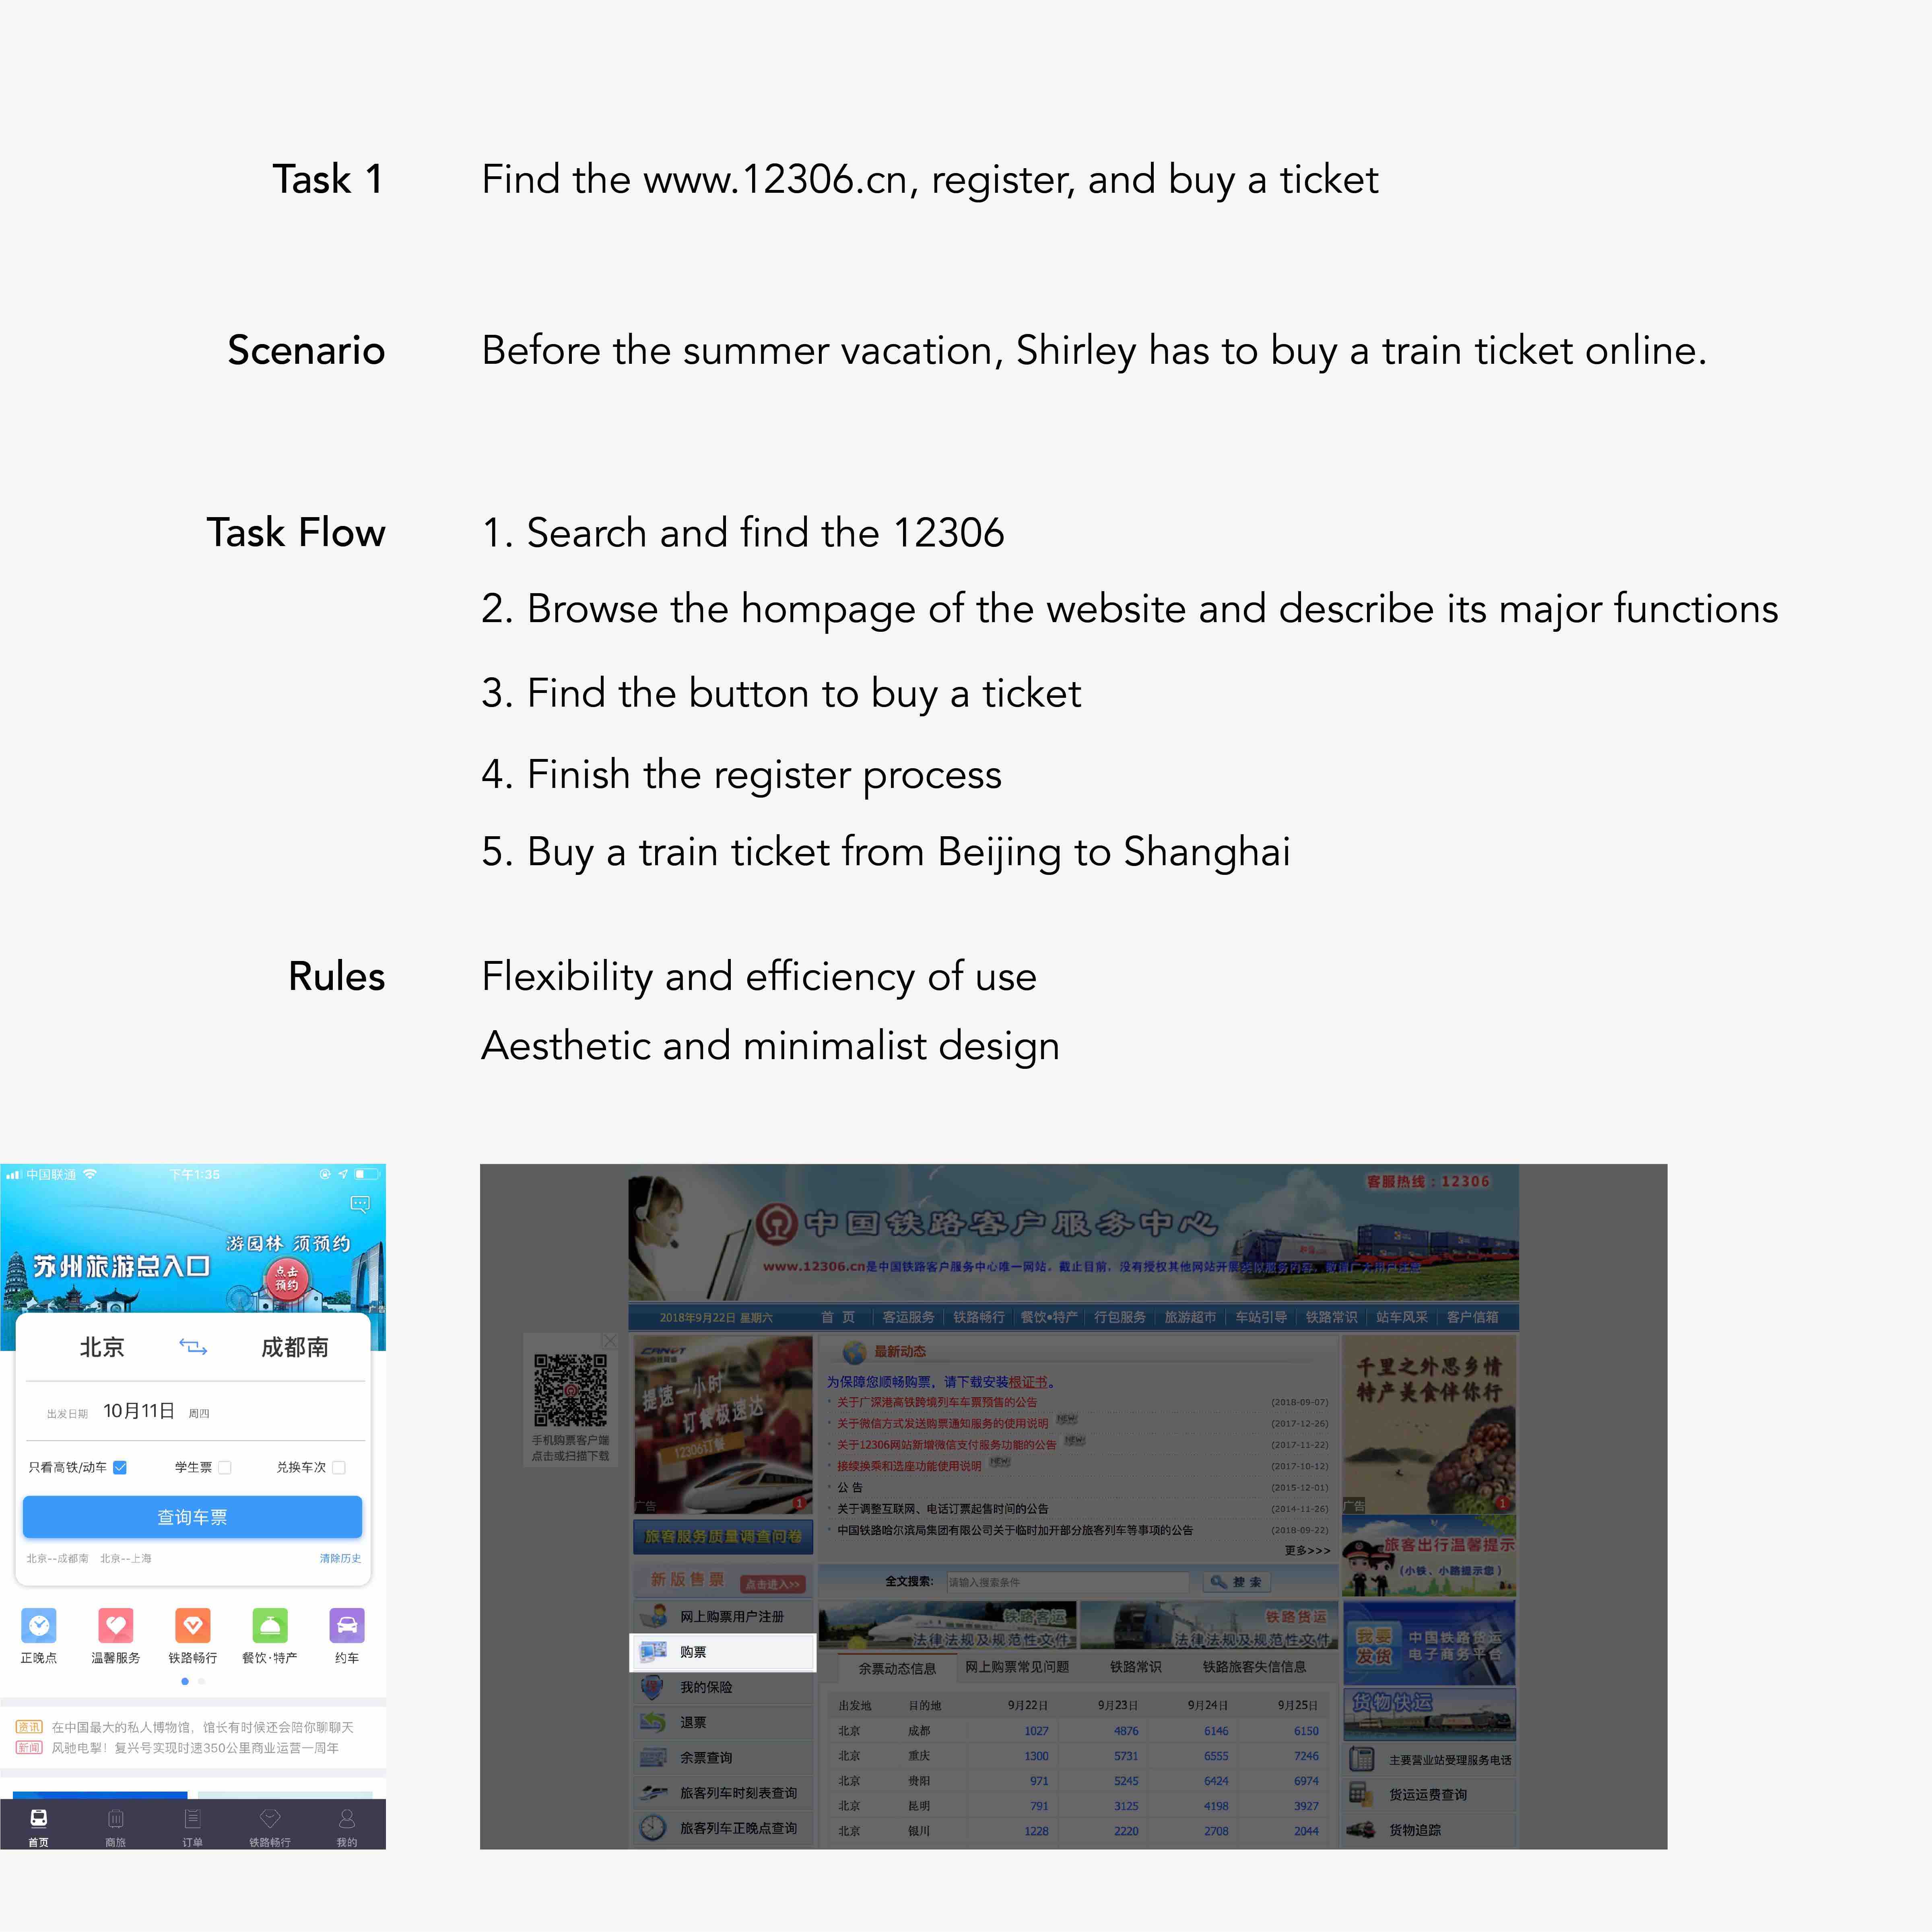 Task 1
Find the www.12306.cn, register, and buy a ticket
Scenario
Before the summer vacation, Shirley has to buy a train ticket online.
Task Flow
1. Search and find the 12306
2. Browse the hompage of the website and describe its major functions
3. Find the button to buy a ticket
4. Finish the register process
5. Buy a train ticket from Beijing to Shanghai
Rules
Flexibility and efficiency of use
Aesthetic and minimalist design
中国联通 下午1:35
游园林 须预约
苏州旅游总入口
点击
预约
北京 成都南
出发日期 10月11日 周四
只看高铁/动车 学生票 兑换车次
查询车票
北京--成都南 北京--上海 清除历史
正晚点 温馨服务 铁路畅行 餐饮·特产 约车
资讯 在中国最大的私人博物馆，馆长有时候还会陪你聊聊天
新闻 风驰电掣！复兴号实现时速350公里商业运营一周年
首页 商旅 订单 铁路畅行 我的
客服热线：12306
中国铁路客户服务中心
www.12306.cn是中国铁路客户服务中心唯一网站。截止目前，没有授权其他网站开展类似服务内容，敬请广大用户注意
2018年9月22日 星期六 首 页 客运服务 铁路畅行 餐饮•特产 行包服务 旅游超市 车站引导 铁路常识 站车风采 客户信箱
手机购票客户端
点击或扫描下载
提速一小时
订餐极速达
12306订餐
广告 1
旅客服务质量调查问卷
新版售票 点击进入>>
网上购票用户注册
购票
我的保险
退票
余票查询
旅客列车时刻表查询
旅客列车正晚点查询
最新动态
为保障您顺畅购票，请下载安装根证书。
关于广深港高铁跨境列车车票预售的公告 (2018-09-07)
关于微信方式发送购票通知服务的使用说明 NEW (2017-12-26)
关于12306网站新增微信支付服务功能的公告 NEW (2017-11-22)
接续换乘和选座功能使用说明 NEW (2017-10-12)
公 告 (2015-12-01)
关于调整互联网、电话订票起售时间的公告 (2014-11-26)
中国铁路哈尔滨局集团有限公司关于临时加开部分旅客列车等事项的公告 (2018-09-22)
更多>>>
全文搜索: 请输入搜索条件 搜 索
铁路客运
法律法规及规范性文件
铁路货运
法律法规及规范性文件
余票动态信息 网上购票常见问题 铁路常识 铁路旅客失信信息
出发地 目的地 9月22日 9月23日 9月24日 9月25日
北京 成都 1027 4876 6146 6150
北京 重庆 1300 5731 6555 7246
北京 贵阳 971 5245 6424 6974
北京 昆明 791 3125 4198 3927
北京 银川 1228 2220 2708 2044
千里之外思乡情
特产美食伴你行
广告 1
旅客出行温馨提示
(小铁、小路提示您)
我要
发货
中国铁路货运
电子商务平台
货物快运
主要营业站受理服务电话
货运运费查询
货物追踪